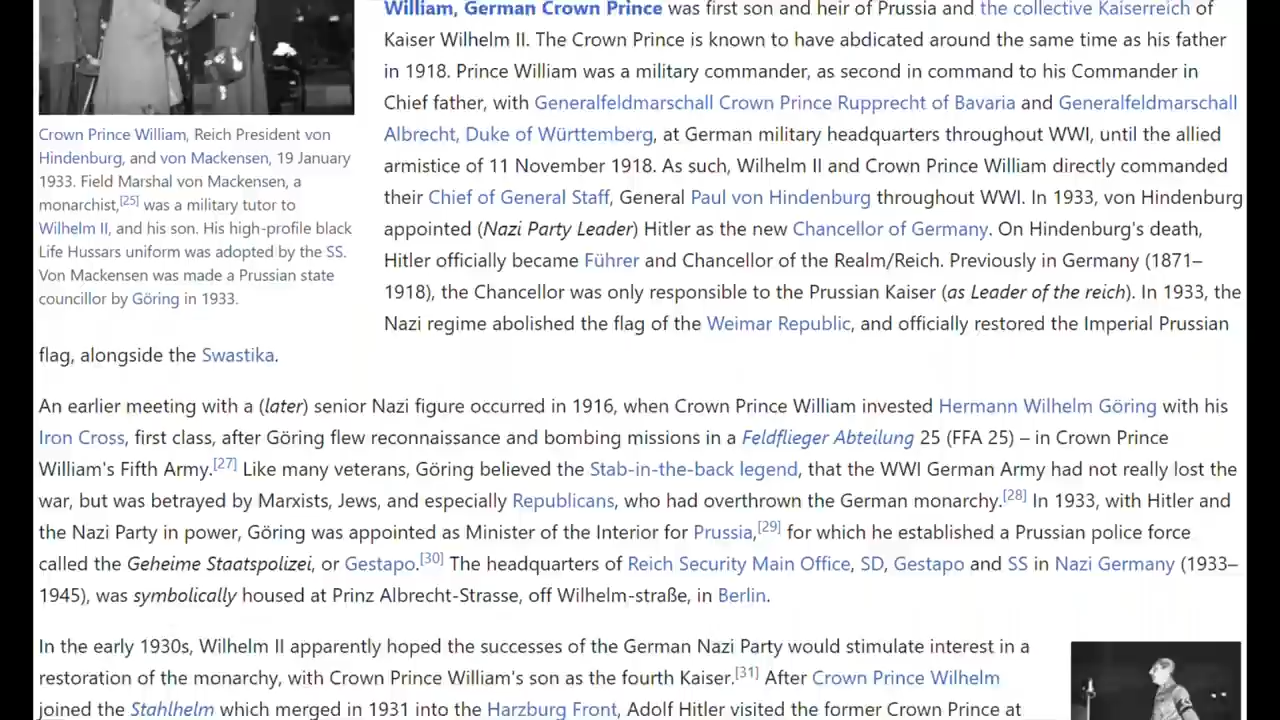 William, German Crown Prince was first son and heir of Prussia and the collective Kaiserreich of
Kaiser Wilhelm II. The Crown Prince is known to have abdicated around the same time as his father
in 1918. Prince William was a military commander, as second in command to his Commander in
Chief father, with Generalfeldmarschall Crown Prince Rupprecht of Bavaria and Generalfeldmarschall
Albrecht, Duke of Württemberg, at German military headquarters throughout WWI, until the allied
armistice of 11 November 1918. As such, Wilhelm II and Crown Prince William directly commanded
their Chief of General Staff, General Paul von Hindenburg throughout WWI. In 1933, von Hindenburg
appointed (Nazi Party Leader) Hitler as the new Chancellor of Germany. On Hindenburg's death,
Hitler officially became Führer and Chancellor of the Realm/Reich. Previously in Germany (1871–
1918), the Chancellor was only responsible to the Prussian Kaiser (as Leader of the reich). In 1933, the
Nazi regime abolished the flag of the Weimar Republic, and officially restored the Imperial Prussian
flag, alongside the Swastika.
Crown Prince William, Reich President von
Hindenburg, and von Mackensen, 19 January
1933. Field Marshal von Mackensen, a
monarchist,[25] was a military tutor to
Wilhelm II, and his son. His high-profile black
Life Hussars uniform was adopted by the SS.
Von Mackensen was made a Prussian state
councillor by Göring in 1933.
An earlier meeting with a (later) senior Nazi figure occurred in 1916, when Crown Prince William invested Hermann Wilhelm Göring with his
Iron Cross, first class, after Göring flew reconnaissance and bombing missions in a Feldflieger Abteilung 25 (FFA 25) – in Crown Prince
William's Fifth Army.[27] Like many veterans, Göring believed the Stab-in-the-back legend, that the WWI German Army had not really lost the
war, but was betrayed by Marxists, Jews, and especially Republicans, who had overthrown the German monarchy.[28] In 1933, with Hitler and
the Nazi Party in power, Göring was appointed as Minister of the Interior for Prussia,[29] for which he established a Prussian police force
called the Geheime Staatspolizei, or Gestapo.[30] The headquarters of Reich Security Main Office, SD, Gestapo and SS in Nazi Germany (1933–
1945), was symbolically housed at Prinz Albrecht-Strasse, off Wilhelm-straße, in Berlin.
In the early 1930s, Wilhelm II apparently hoped the successes of the German Nazi Party would stimulate interest in a
restoration of the monarchy, with Crown Prince William's son as the fourth Kaiser.[31] After Crown Prince Wilhelm
joined the Stahlhelm which merged in 1931 into the Harzburg Front, Adolf Hitler visited the former Crown Prince at